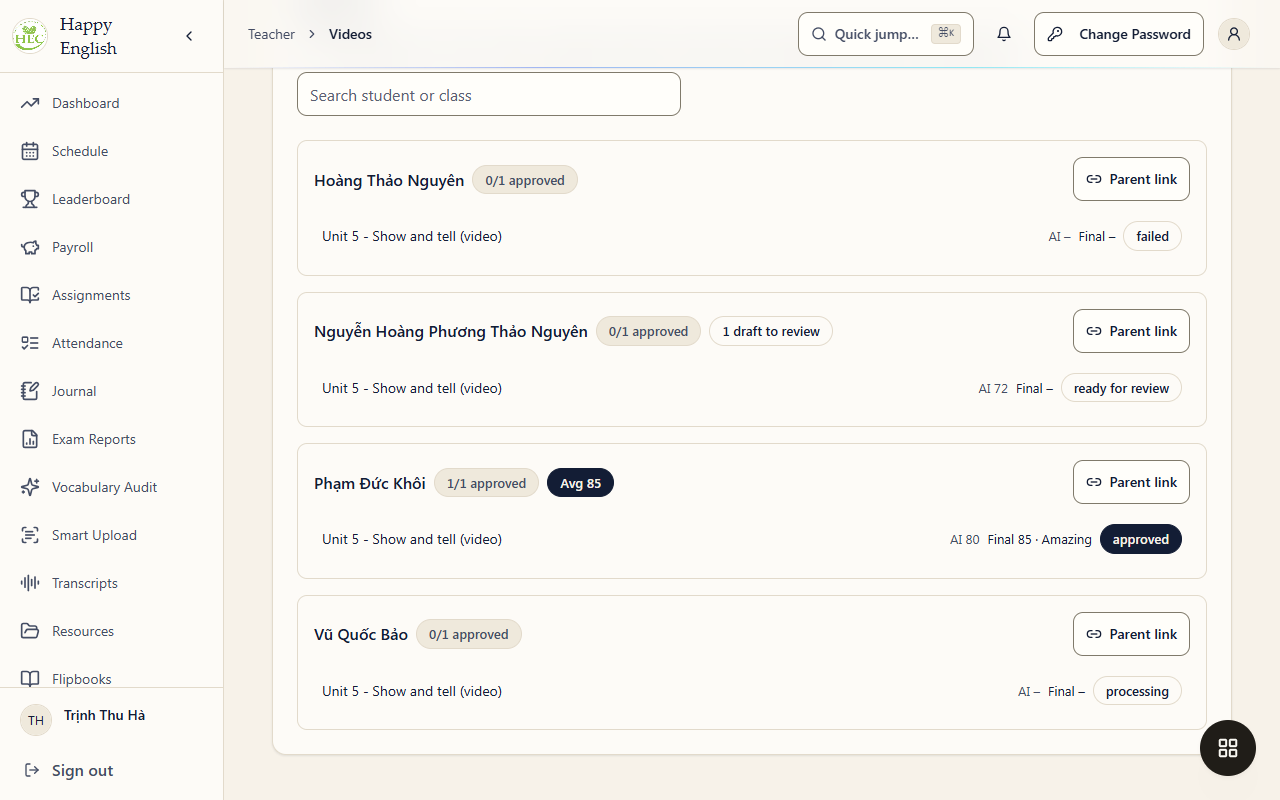 HEC
Happy
English
Dashboard
Schedule
Leaderboard
Payroll
Assignments
Attendance
Journal
Exam Reports
Vocabulary Audit
Smart Upload
Transcripts
Resources
Flipbooks
TH
Trịnh Thu Hà
Sign out
Teacher
Videos
Quick jump...
⌘K
Change Password
Search student or class
Hoàng Thảo Nguyên
0/1 approved
Parent link
Unit 5 - Show and tell (video)
AI –
Final –
failed
Nguyễn Hoàng Phương Thảo Nguyên
0/1 approved
1 draft to review
Parent link
Unit 5 - Show and tell (video)
AI 72
Final –
ready for review
Phạm Đức Khôi
1/1 approved
Avg 85
Parent link
Unit 5 - Show and tell (video)
AI 80
Final 85 · Amazing
approved
Vũ Quốc Bảo
0/1 approved
Parent link
Unit 5 - Show and tell (video)
AI –
Final –
processing